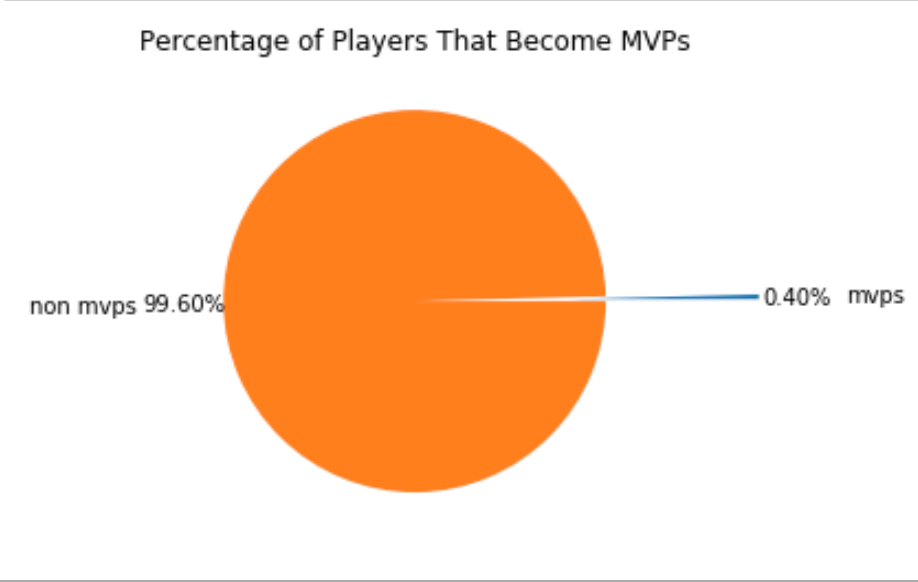 Percentage of Players That Become MVPs
non mvps 99.60%
0.40% mvps